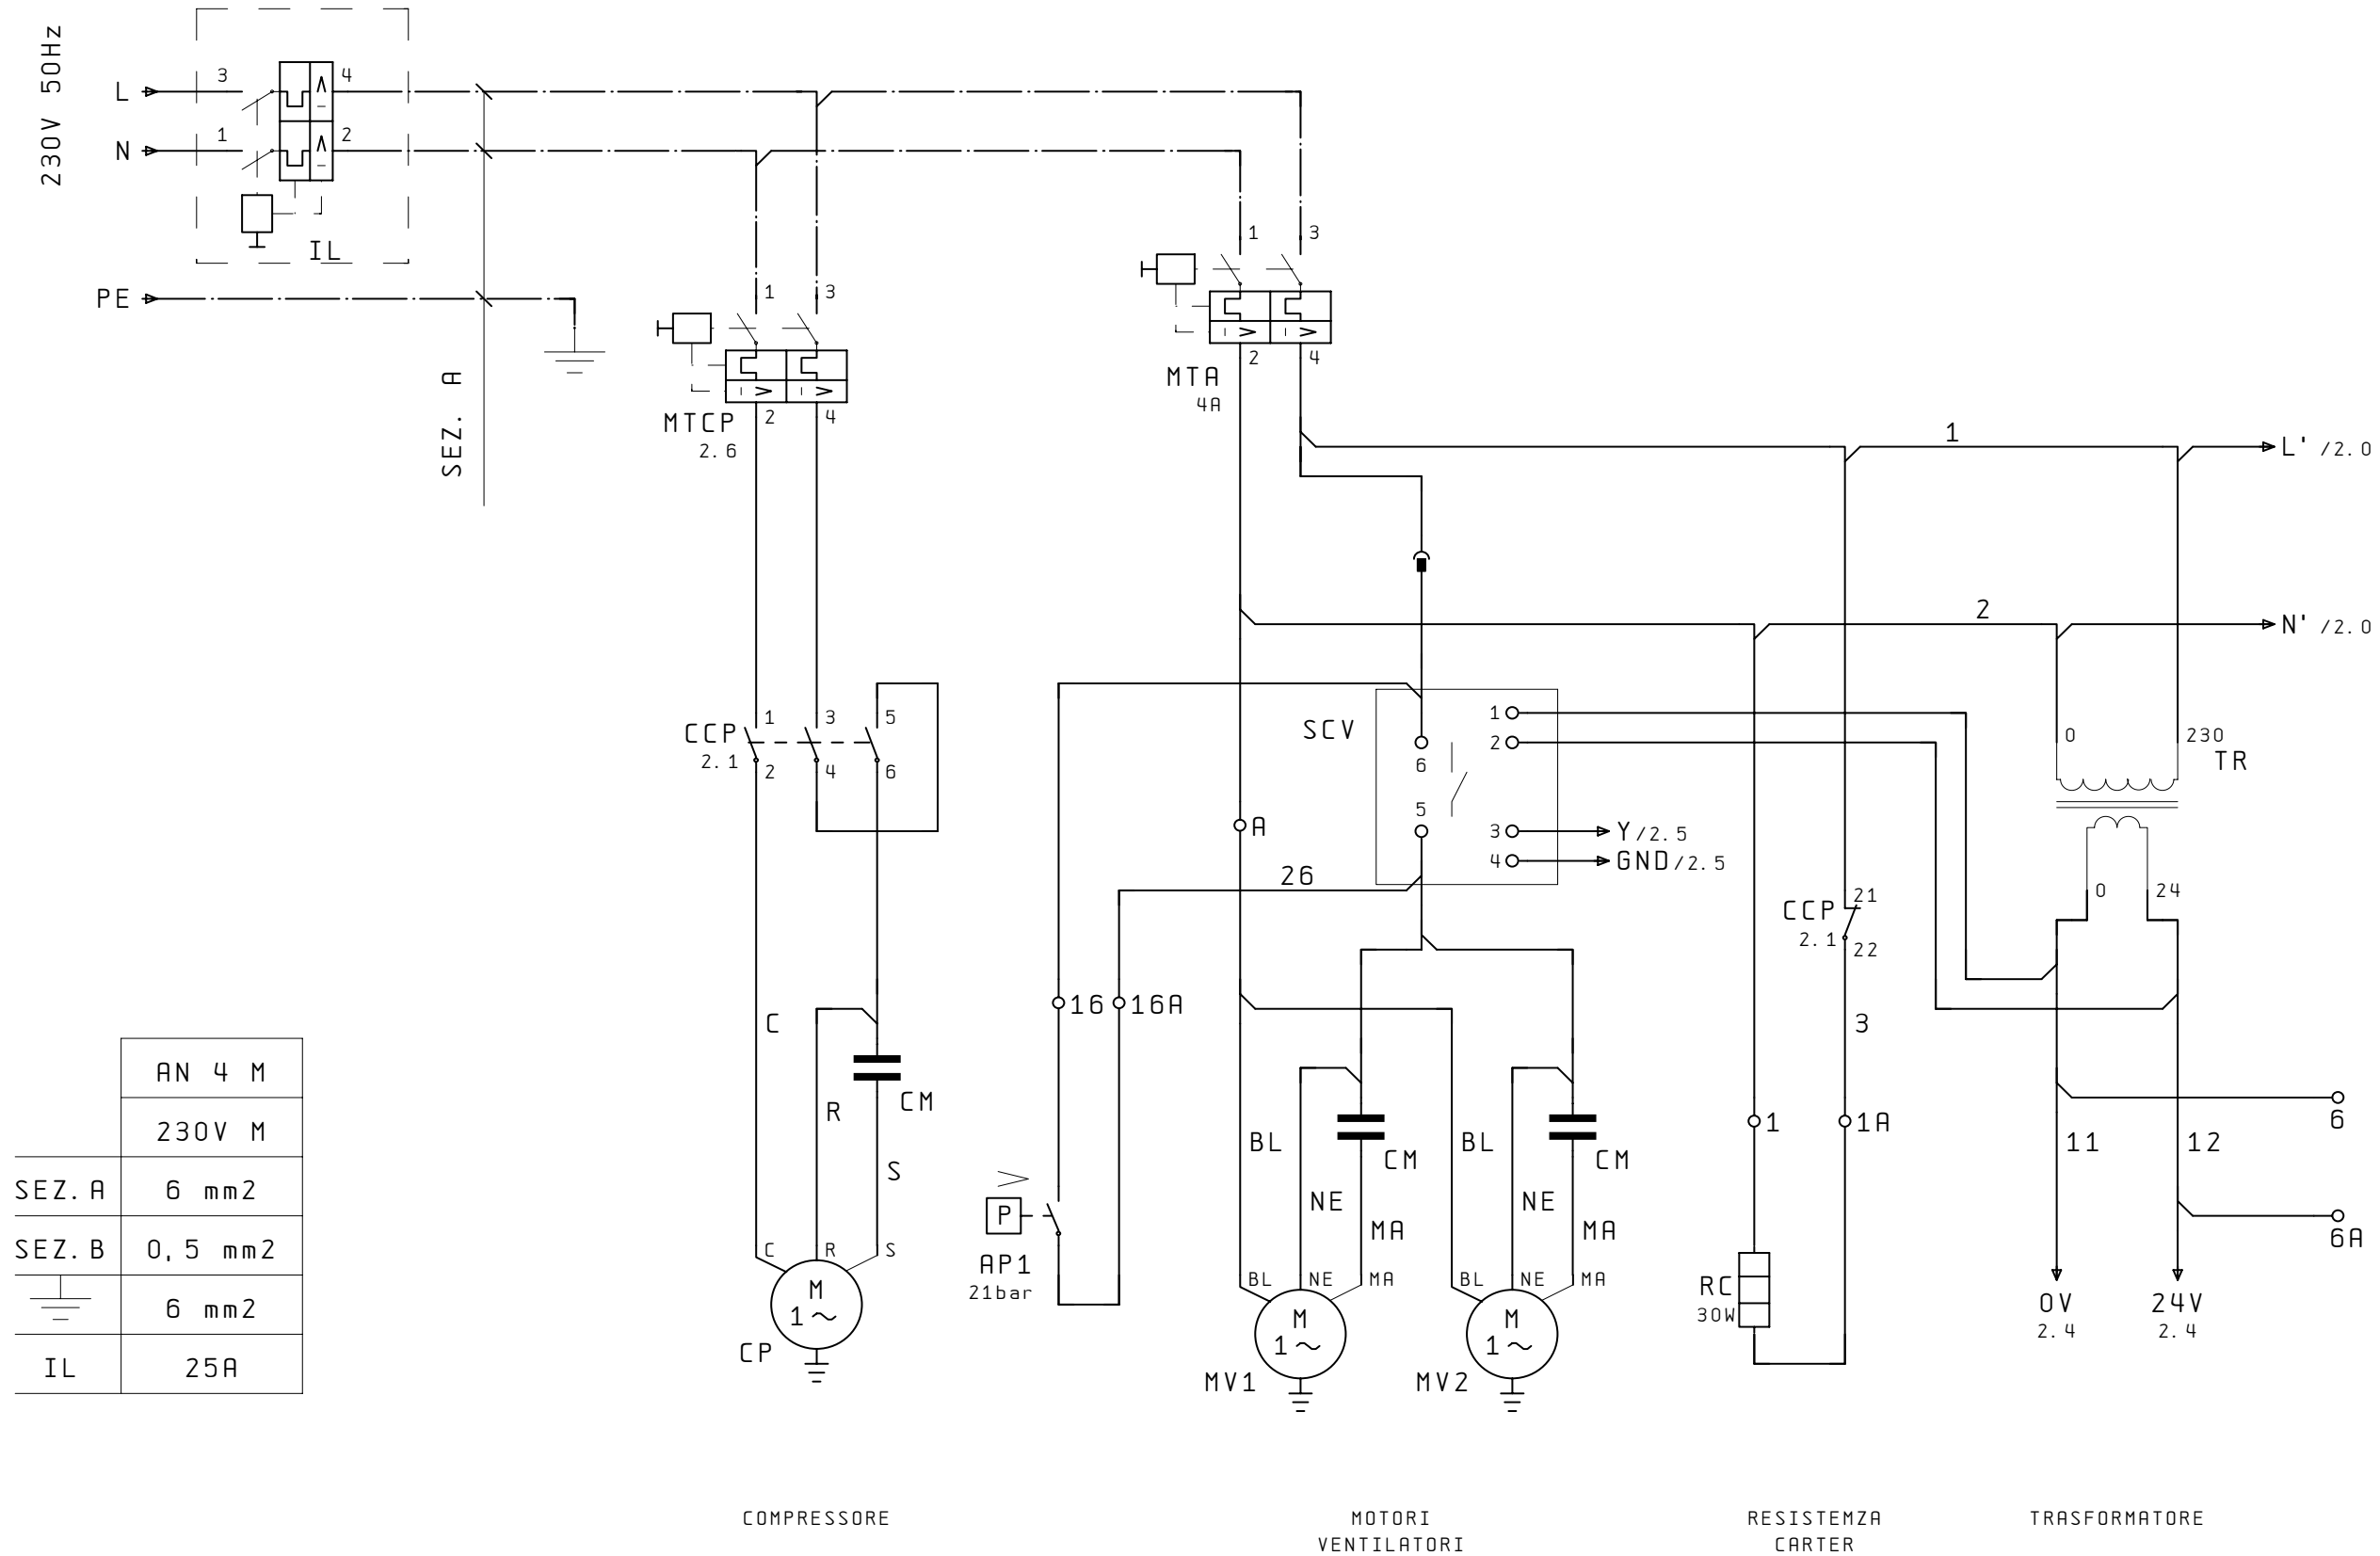 230V 50Hz
L
3
4
N
1
2
IL
PE
SEZ. A
1
3
2
4
MTCP
2.6
1
3
2
4
MTA
4A
1
L' /2.0
2
N' /2.0
CCP
2.1
1
3
5
2
4
6
SCV
1
2
6
5
3
4
Y/2.5
GND/2.5
A
26
0
230
TR
0
24
CCP
2.1
21
22
16
16A
C
R
S
CM
3
BL
NE
MA
CM
BL
NE
MA
CM
1
1A
11
12
6
6A
P
AP1
21bar
C
R
S
M
1~
CP
BL
NE
MA
M
1~
MV1
BL
NE
MA
M
1~
MV2
RC
30W
0V
2.4
24V
2.4
AN 4 M
230V M
SEZ.A 6 mm2
SEZ.B 0,5 mm2
6 mm2
IL 25A
COMPRESSORE
MOTORI
VENTILATORI
RESISTEMZA
CARTER
TRASFORMATORE